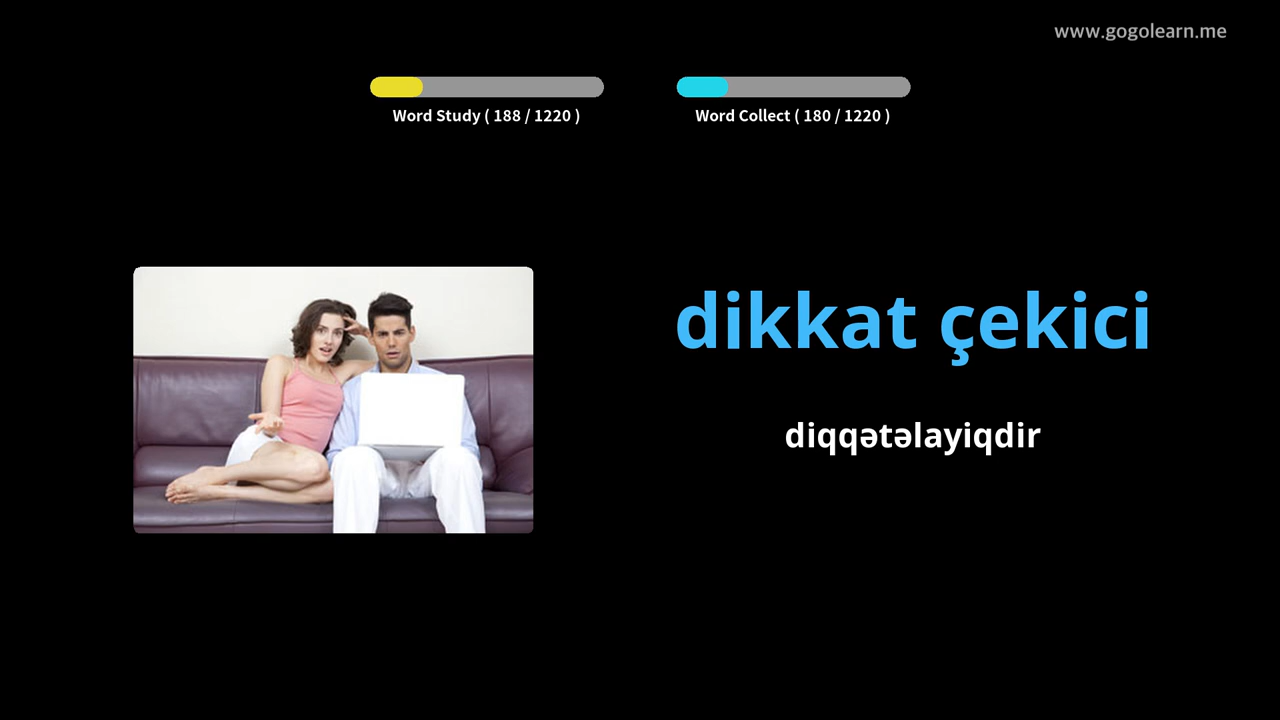 www.gogolearn.me
Word Study ( 188 / 1220 )
Word Collect ( 180 / 1220 )
dikkat çekici
diqqətəlayiqdir